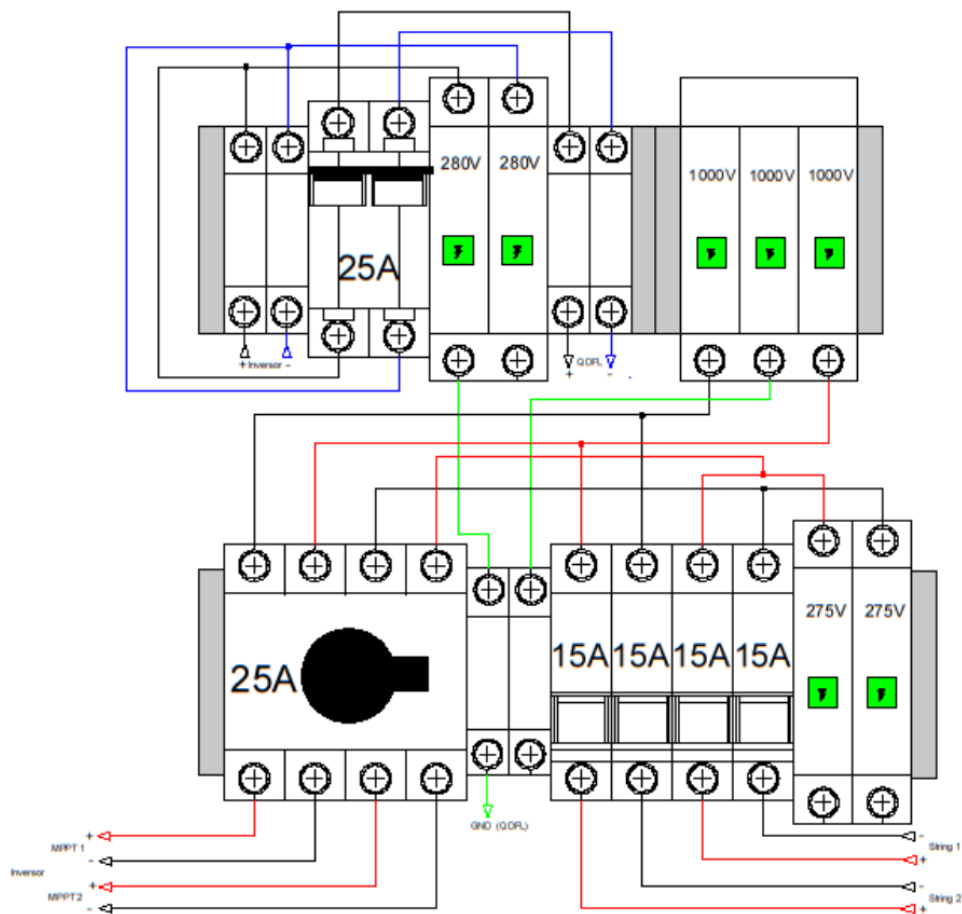 280V 280V
1000V 1000V 1000V
25A
+ Inversor -
QDFL
+ -
275V 275V
25A
15A 15A 15A 15A
GND (QDFL)
+
MPPT 1
-
Inversor
+
MPPT2
-
-
String 1
+
-
String 2
+